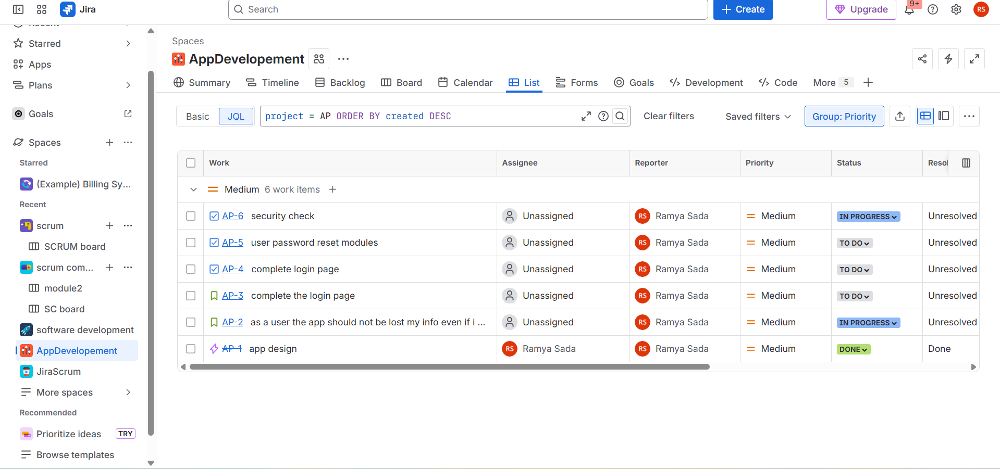 Jira
Search
Create
Upgrade
9+
RS
Recent
Starred
Apps
Plans
Goals
Spaces
Starred
(Example) Billing Sy...
Recent
scrum
SCRUM board
scrum com...
module2
SC board
software development
AppDevelopement
JiraScrum
More spaces
Recommended
Prioritize ideas TRY
Browse templates
Spaces
AppDevelopement
Summary Timeline Backlog Board Calendar List Forms Goals Development Code More 5
Basic JQL project = AP ORDER BY created DESC Clear filters Saved filters Group: Priority
Work Assignee Reporter Priority Status Resol
Medium 6 work items
AP-6 security check Unassigned RS Ramya Sada Medium IN PROGRESS Unresolved
AP-5 user password reset modules Unassigned RS Ramya Sada Medium TO DO Unresolved
AP-4 complete login page Unassigned RS Ramya Sada Medium TO DO Unresolved
AP-3 complete the login page Unassigned RS Ramya Sada Medium TO DO Unresolved
AP-2 as a user the app should not be lost my info even if i ... Unassigned RS Ramya Sada Medium IN PROGRESS Unresolved
AP-1 app design RS Ramya Sada RS Ramya Sada Medium DONE Done